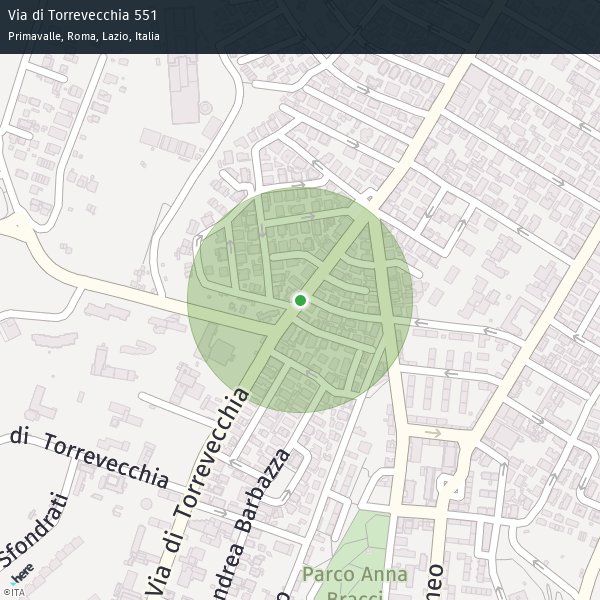 Via di Torrevecchia 551
Primavalle, Roma, Lazio, Italia
Via di Torrevecchia
di Torrevecchia
Andrea Barbazza
Sfondrati
Parco Anna
Bracci
neo
o
here
©ITA